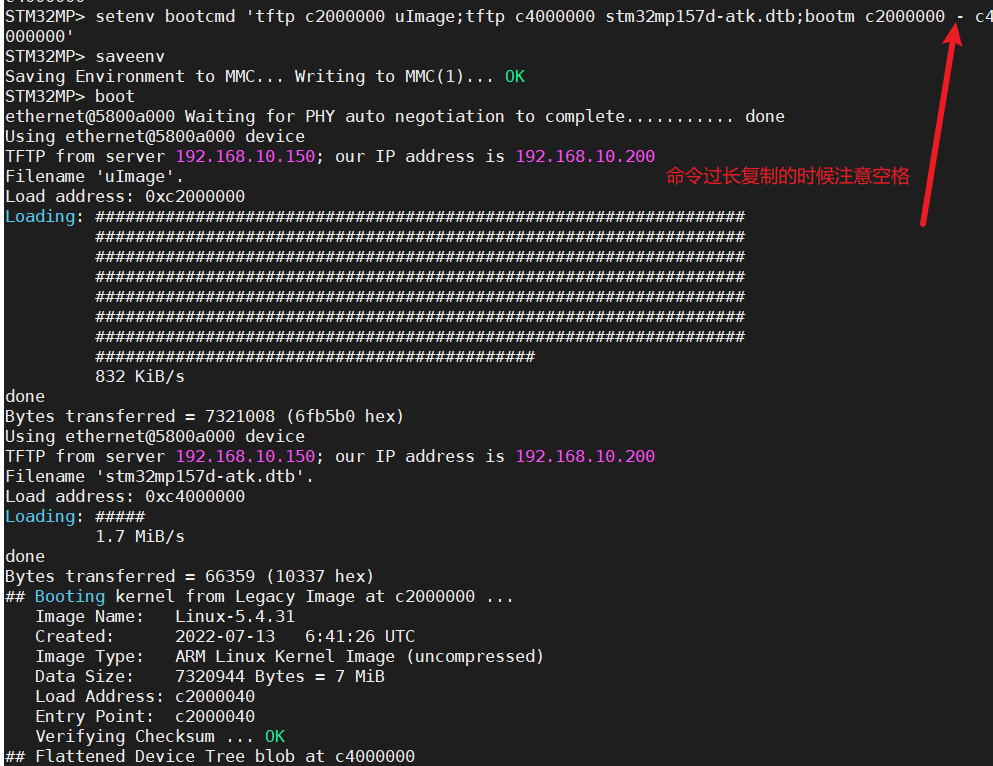 STM32MP> setenv bootcmd 'tftp c2000000 uImage;tftp c4000000 stm32mp157d-atk.dtb;bootm c2000000 - c4
000000'
STM32MP> saveenv
Saving Environment to MMC... Writing to MMC(1)... OK
STM32MP> boot
ethernet@5800a000 Waiting for PHY auto negotiation to complete........... done
Using ethernet@5800a000 device
TFTP from server 192.168.10.150; our IP address is 192.168.10.200
命令过长复制的时候注意空格
Filename 'uImage'.
Load address: 0xc2000000
Loading: #################################################################
#################################################################
#################################################################
#################################################################
#################################################################
#################################################################
#################################################################
############################################
832 KiB/s
done
Bytes transferred = 7321008 (6fb5b0 hex)
Using ethernet@5800a000 device
TFTP from server 192.168.10.150; our IP address is 192.168.10.200
Filename 'stm32mp157d-atk.dtb'.
Load address: 0xc4000000
Loading: #####
1.7 MiB/s
done
Bytes transferred = 66359 (10337 hex)
## Booting kernel from Legacy Image at c2000000 ...
Image Name:   Linux-5.4.31
Created:      2022-07-13   6:41:26 UTC
Image Type:   ARM Linux Kernel Image (uncompressed)
Data Size:    7320944 Bytes = 7 MiB
Load Address: c2000040
Entry Point:  c2000040
Verifying Checksum ... OK
## Flattened Device Tree blob at c4000000